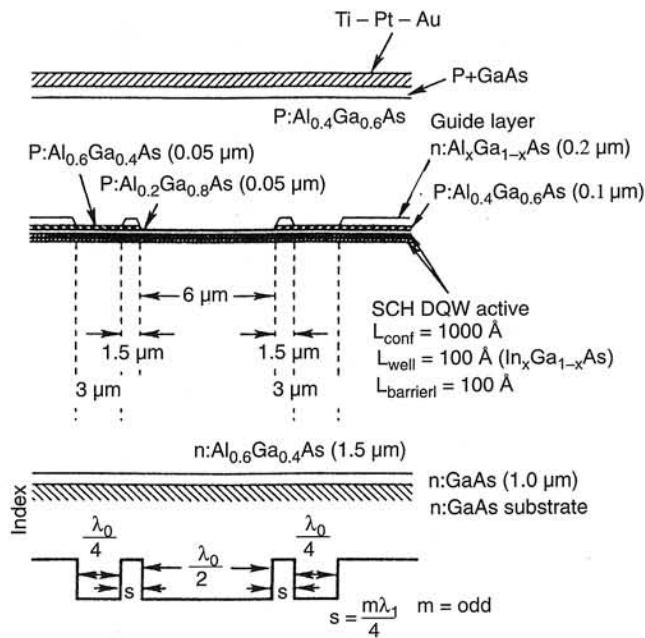 Ti – Pt – Au
P+GaAs
P:Al0.4Ga0.6As
Guide layer
n:AlxGa1–xAs (0.2 µm)
P:Al0.6Ga0.4As (0.05 µm)
P:Al0.2Ga0.8As (0.05 µm)
P:Al0.4Ga0.6As (0.1 µm)
6 µm
SCH DQW active
Lconf = 1000 Å
Lwell = 100 Å (InxGa1–xAs)
Lbarrierl = 100 Å
1.5 µm
1.5 µm
3 µm
3 µm
n:Al0.6Ga0.4As (1.5 µm)
n:GaAs (1.0 µm)
n:GaAs substrate
Index
λ0/4
λ0/2
λ0/4
s
s
s = mλ1/4 m = odd